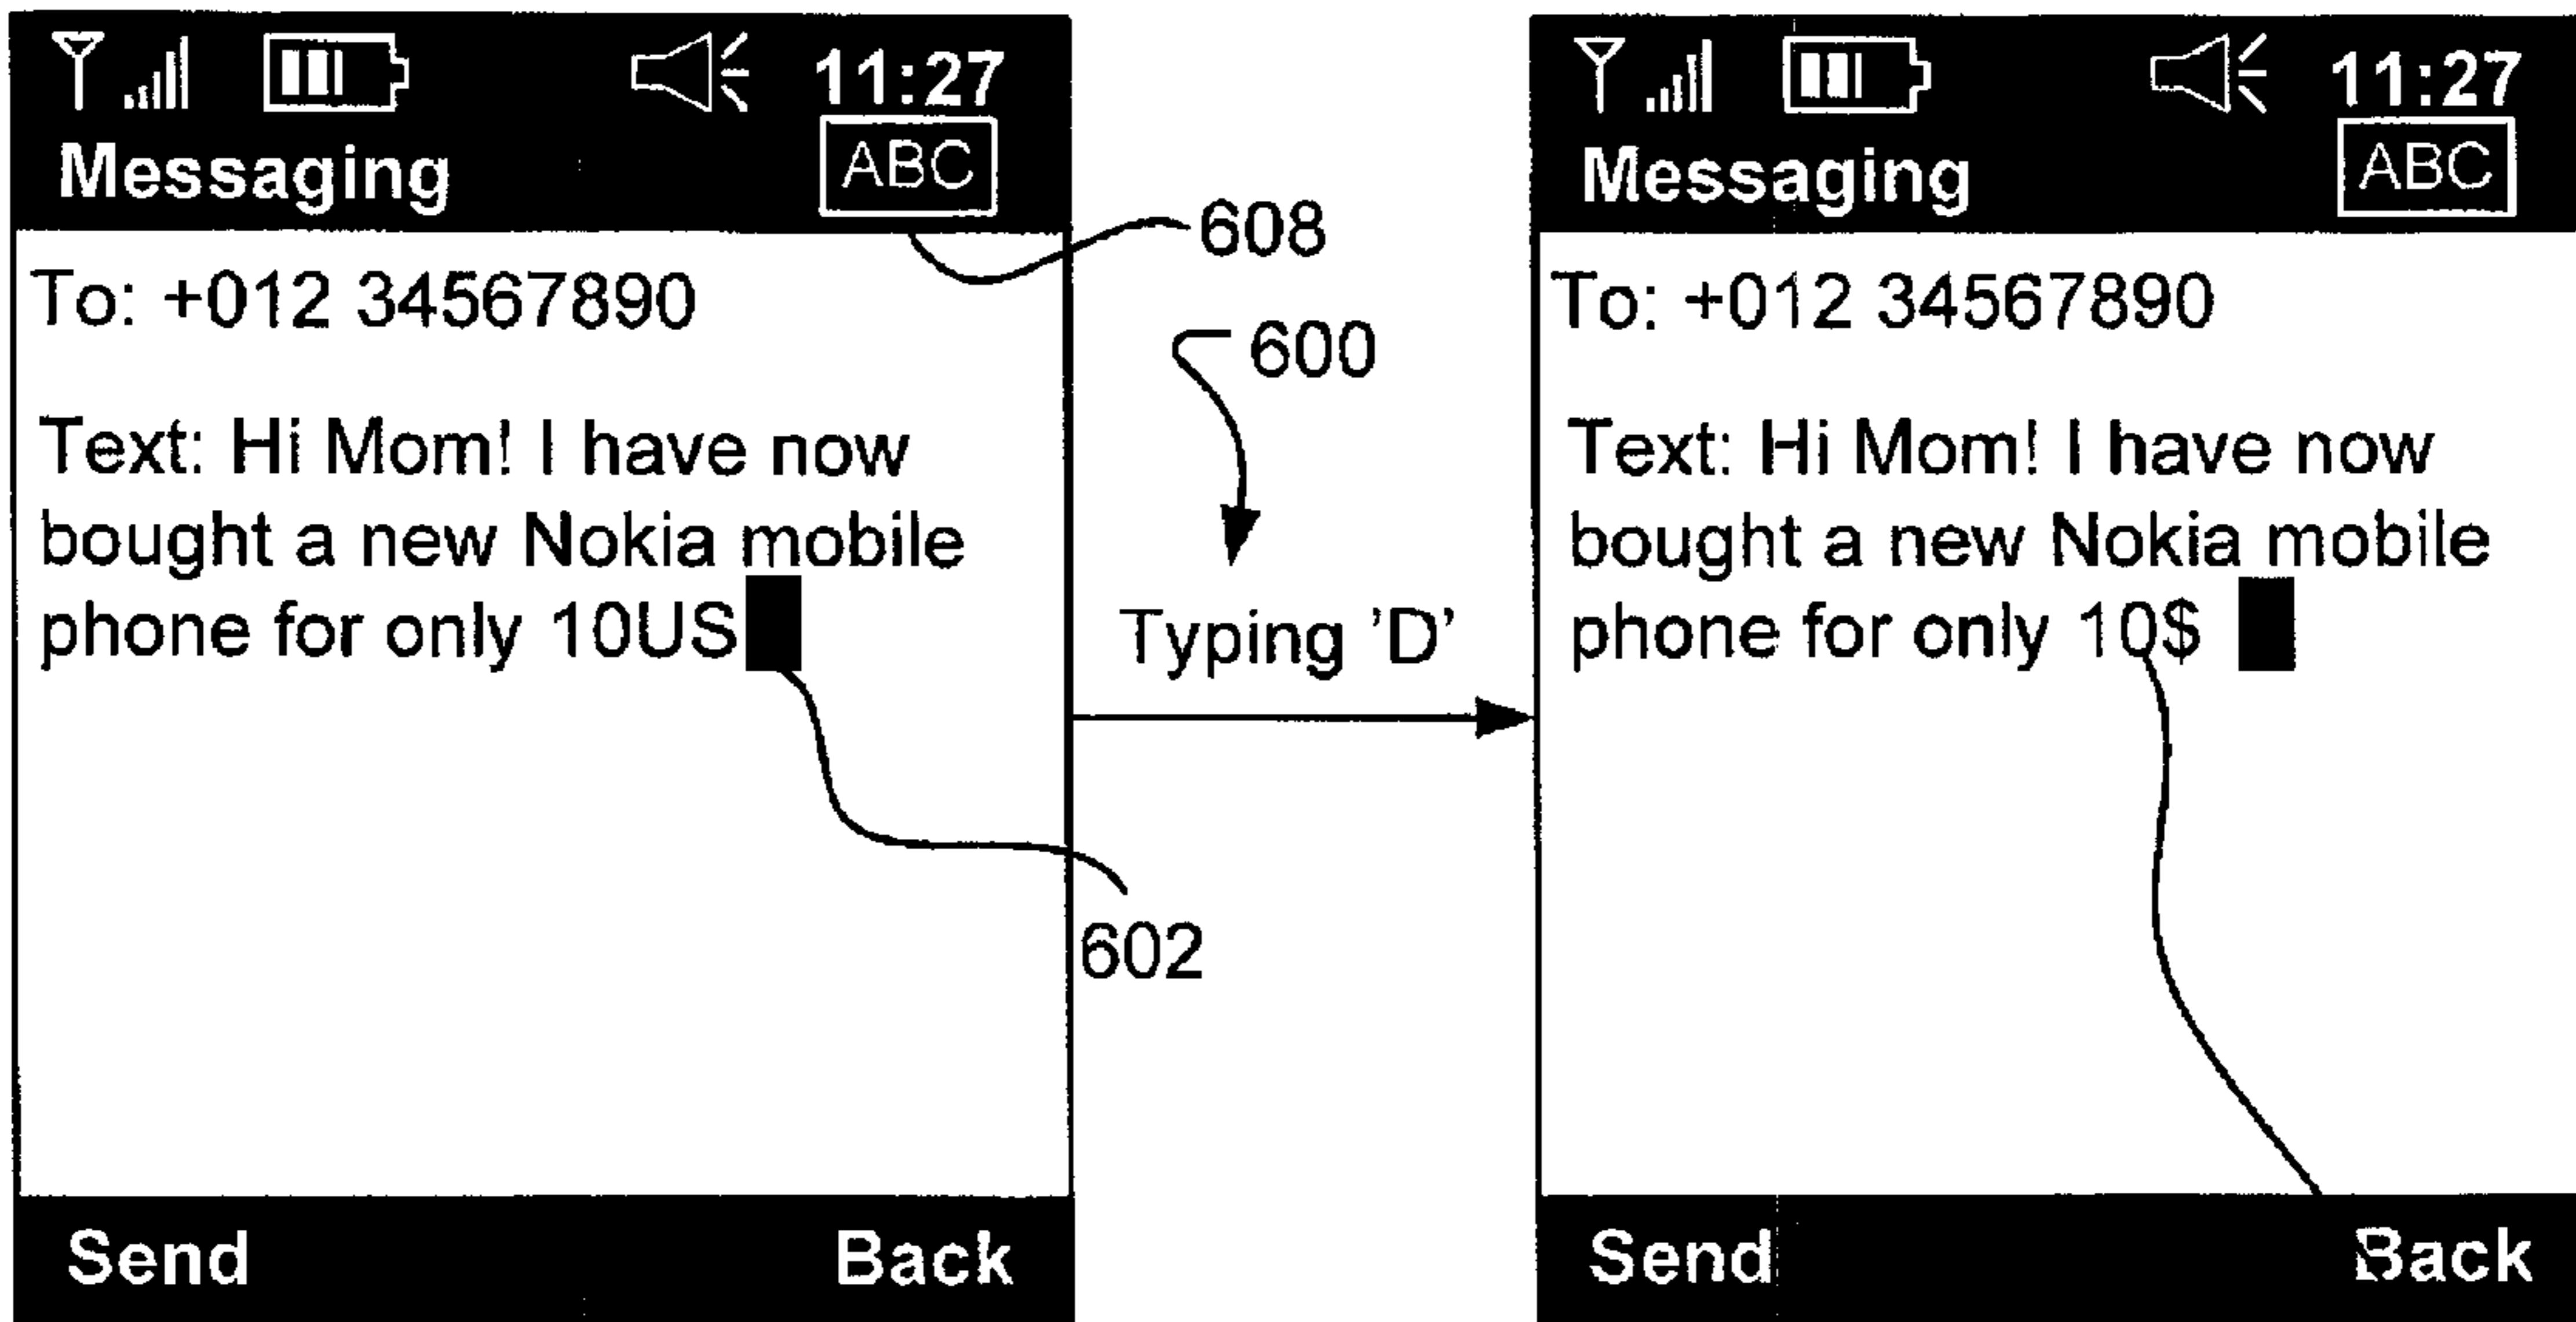 11:27
Messaging
ABC
To: +012 34567890
Text: Hi Mom! I have now
bought a new Nokia mobile
phone for only 10US
Send
Back
608
600
Typing 'D'
602
11:27
Messaging
ABC
To: +012 34567890
Text: Hi Mom! I have now
bought a new Nokia mobile
phone for only 10$
Send
Back